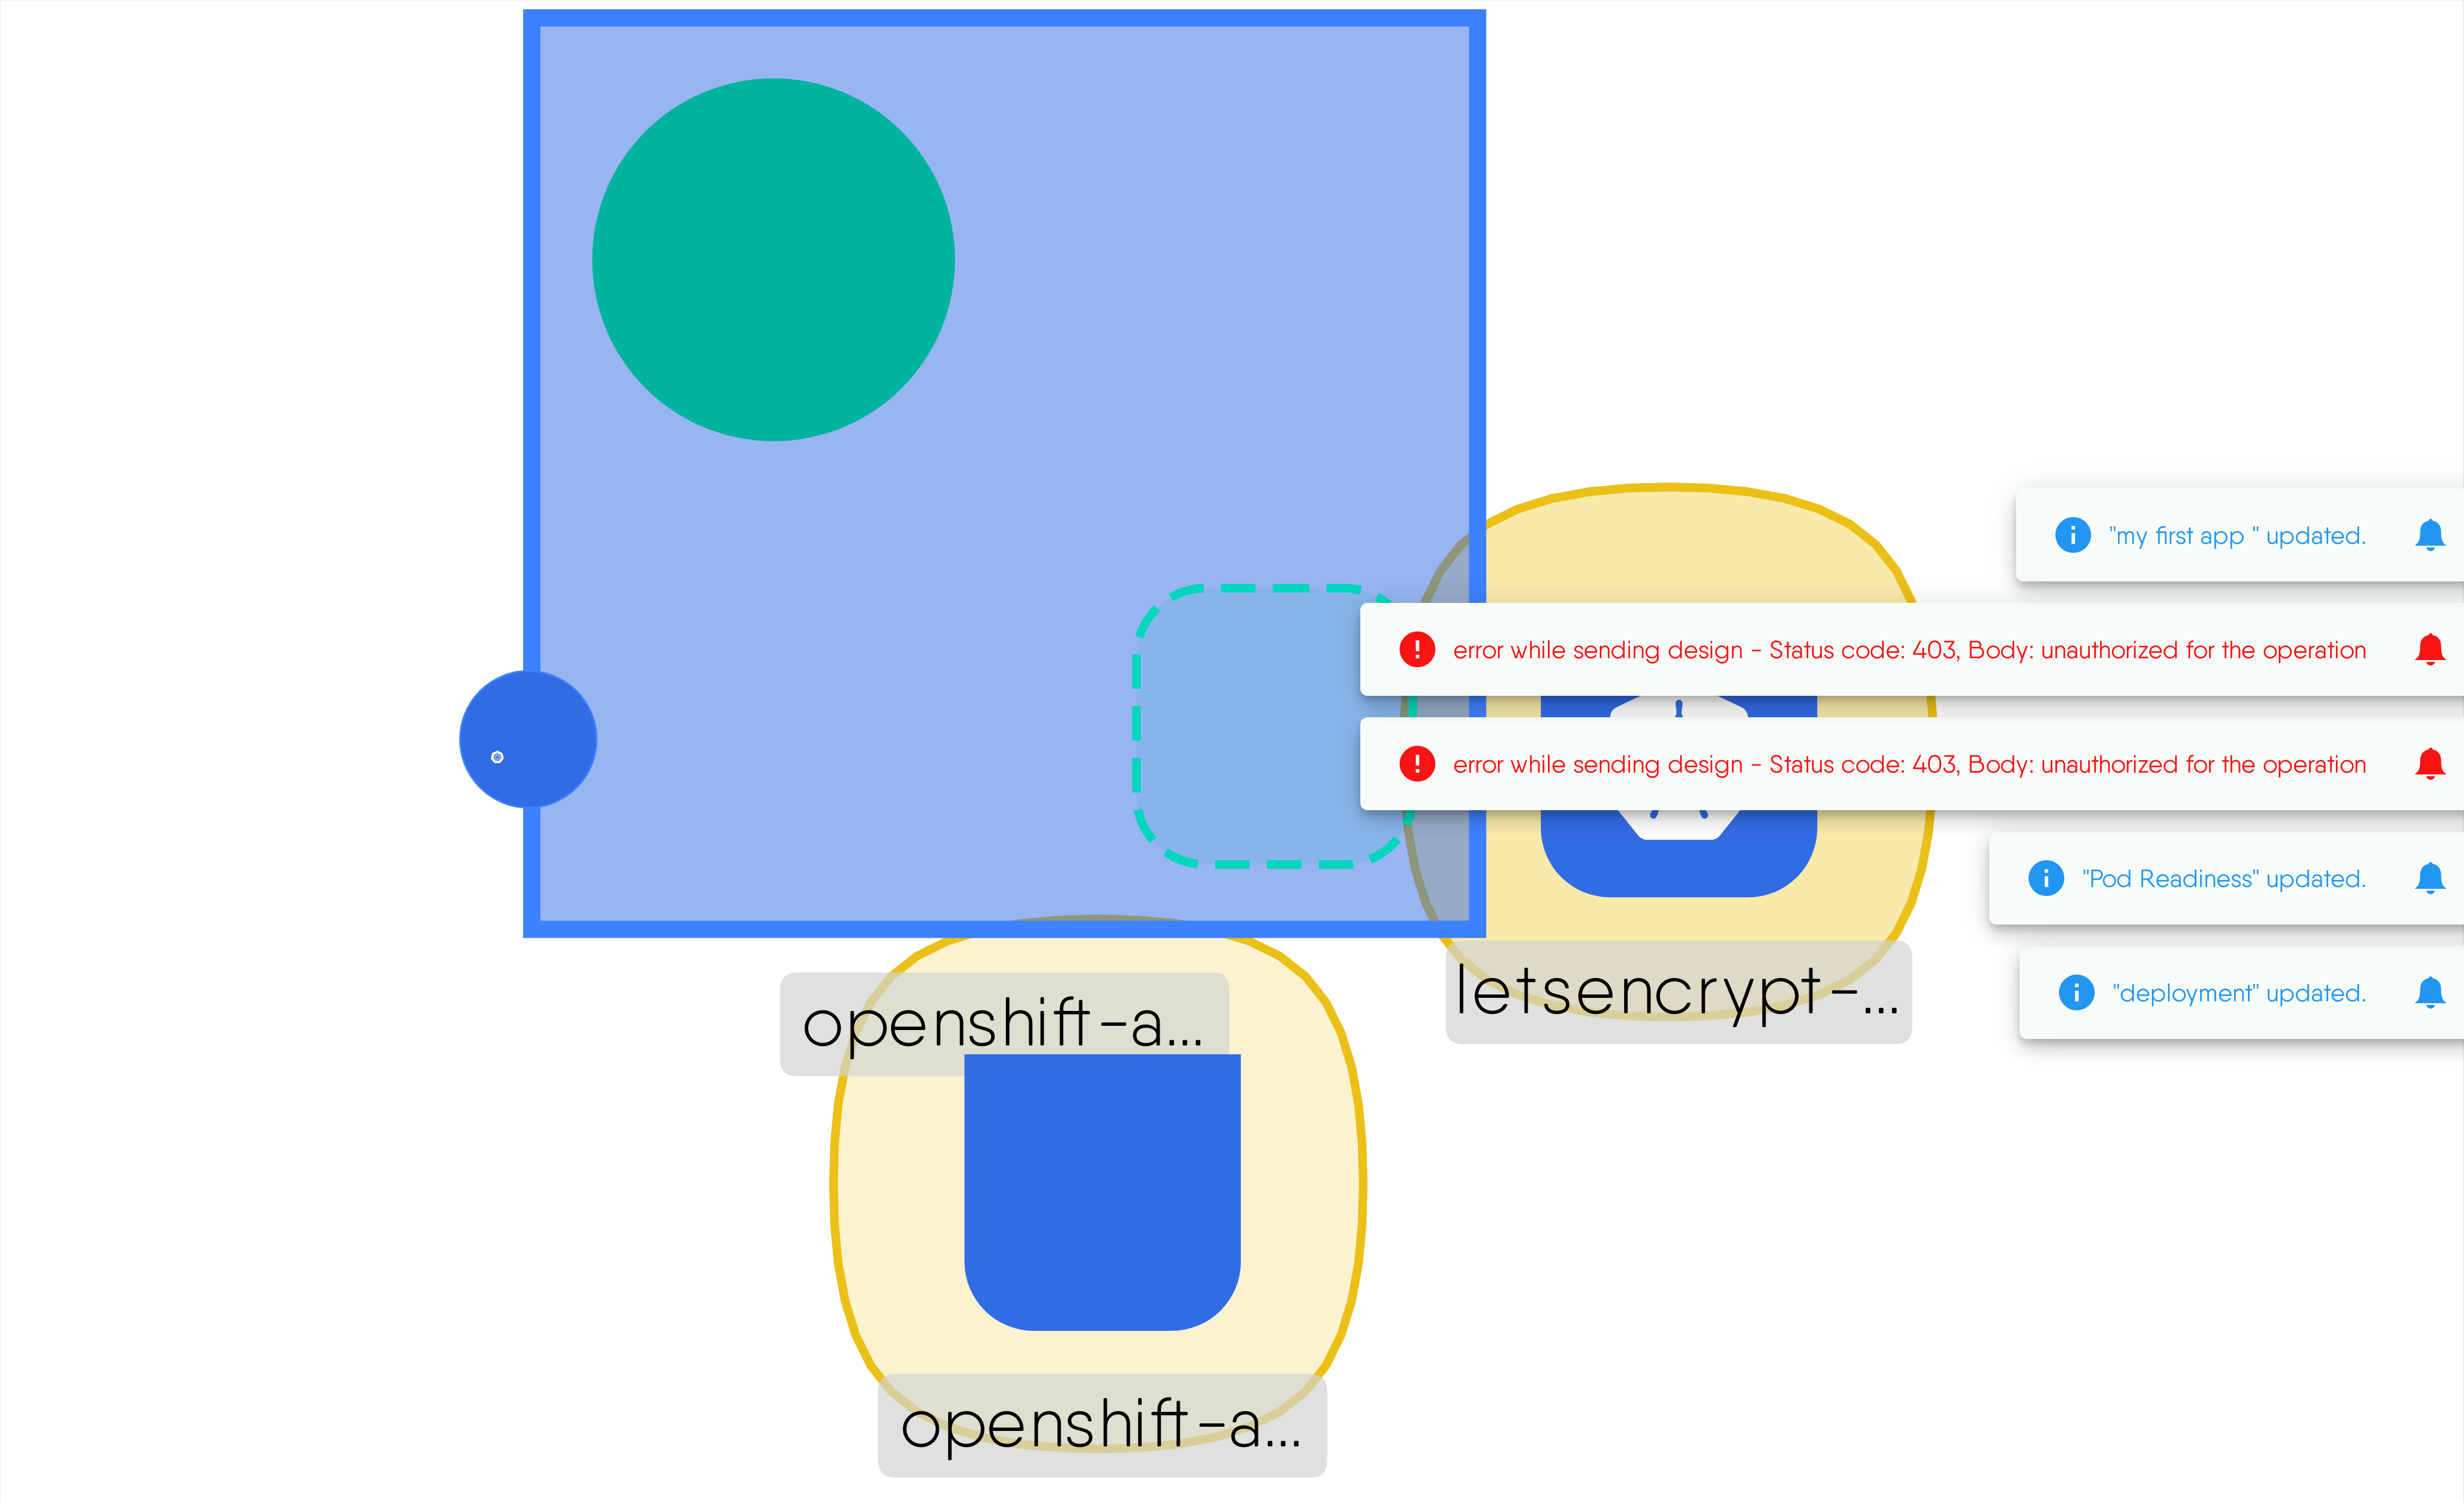 "my first app " updated.
error while sending design - Status code: 403, Body: unauthorized for the operation
error while sending design - Status code: 403, Body: unauthorized for the operation
"Pod Readiness" updated.
"deployment" updated.
letsencrypt-...
openshift-a...
openshift-a...